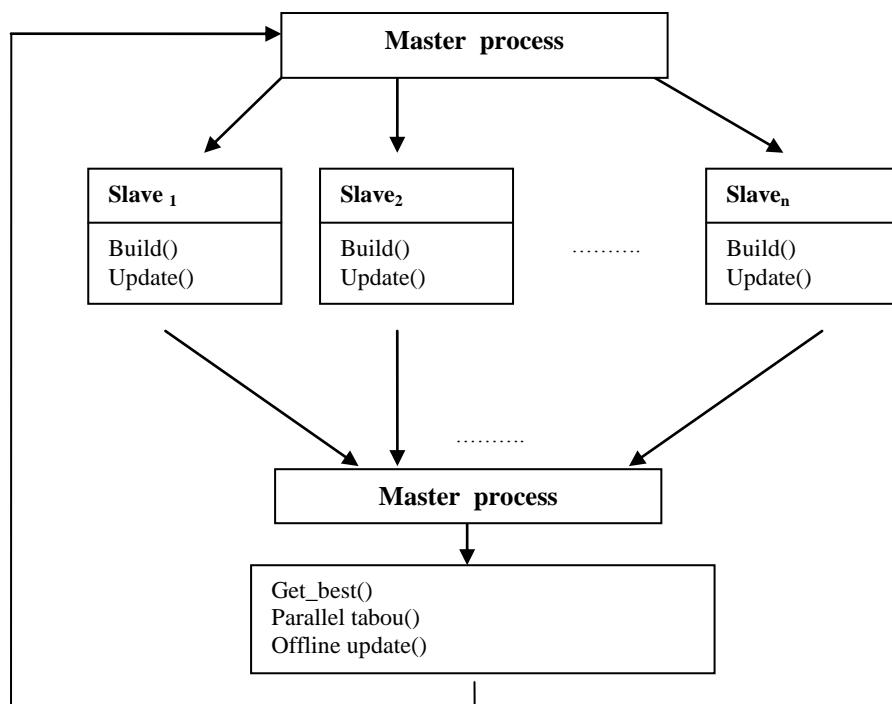 Master process
Slave 1
Slave2
Slaven
Build()
Update()
Build()
Update()
..........
Build()
Update()
..........
Master process
Get_best()
Parallel tabou()
Offline update()